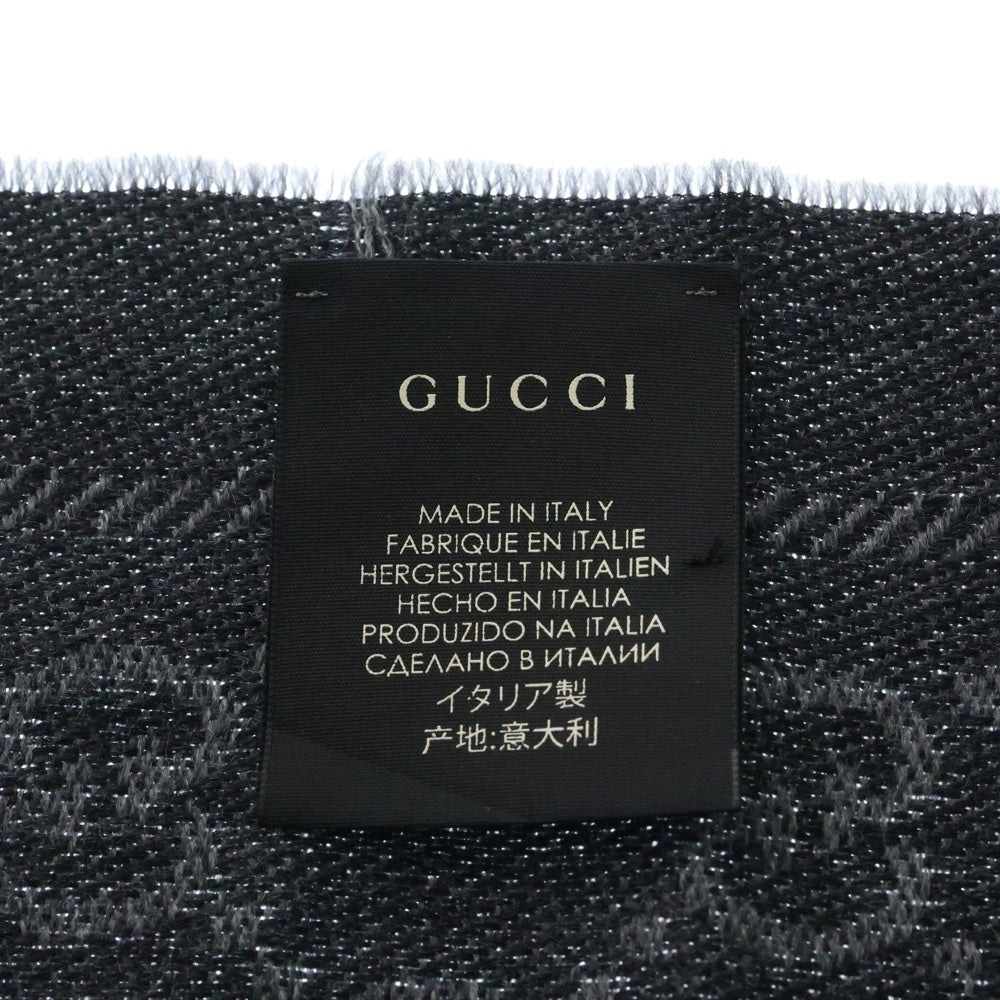 GUCCI
MADE IN ITALY
FABRIQUE EN ITALIE
HERGESTELLT IN ITALIEN
HECHO EN ITALIA
PRODUZIDO NA ITALIA
СДЕЛАНО В ИТАЛИИ
イタリア製
产地:意大利